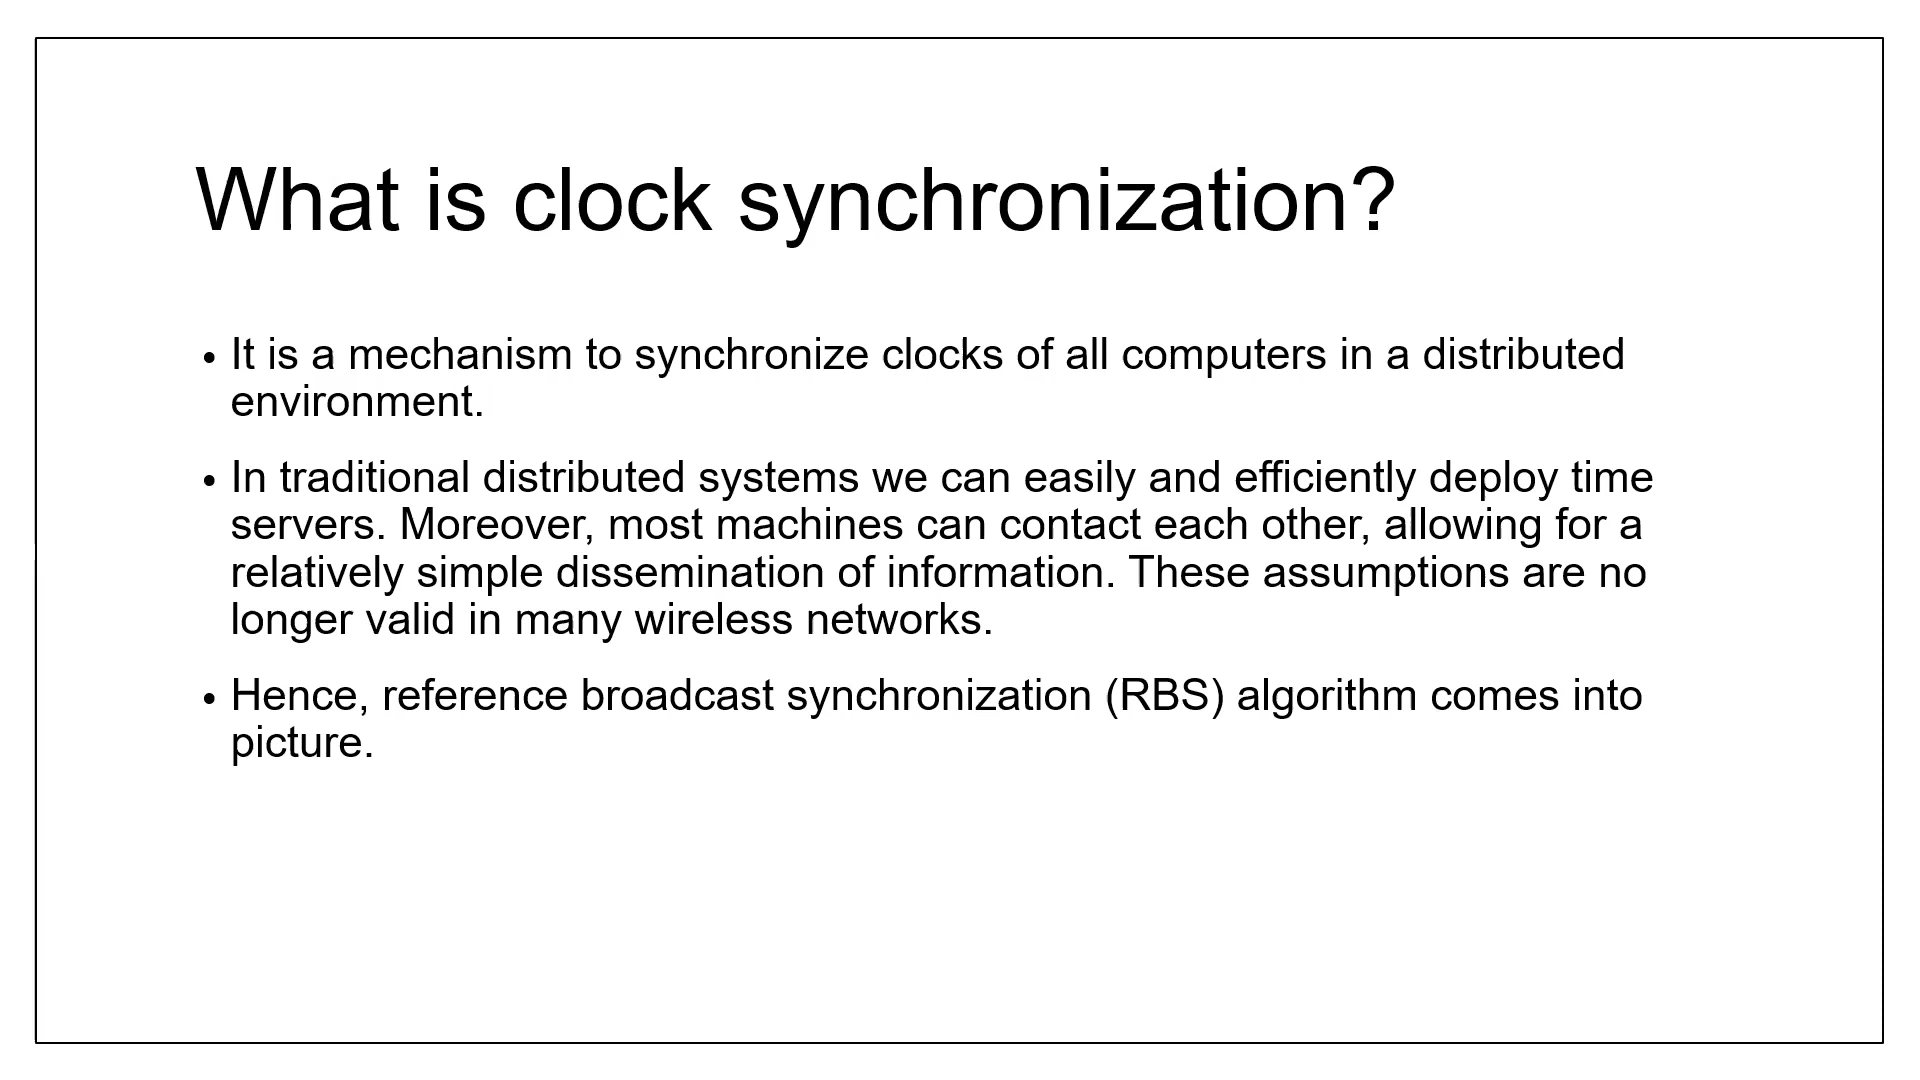 What is clock synchronization?
• It is a mechanism to synchronize clocks of all computers in a distributed
environment.
• In traditional distributed systems we can easily and efficiently deploy time
servers. Moreover, most machines can contact each other, allowing for a
relatively simple dissemination of information. These assumptions are no
longer valid in many wireless networks.
• Hence, reference broadcast synchronization (RBS) algorithm comes into
picture.